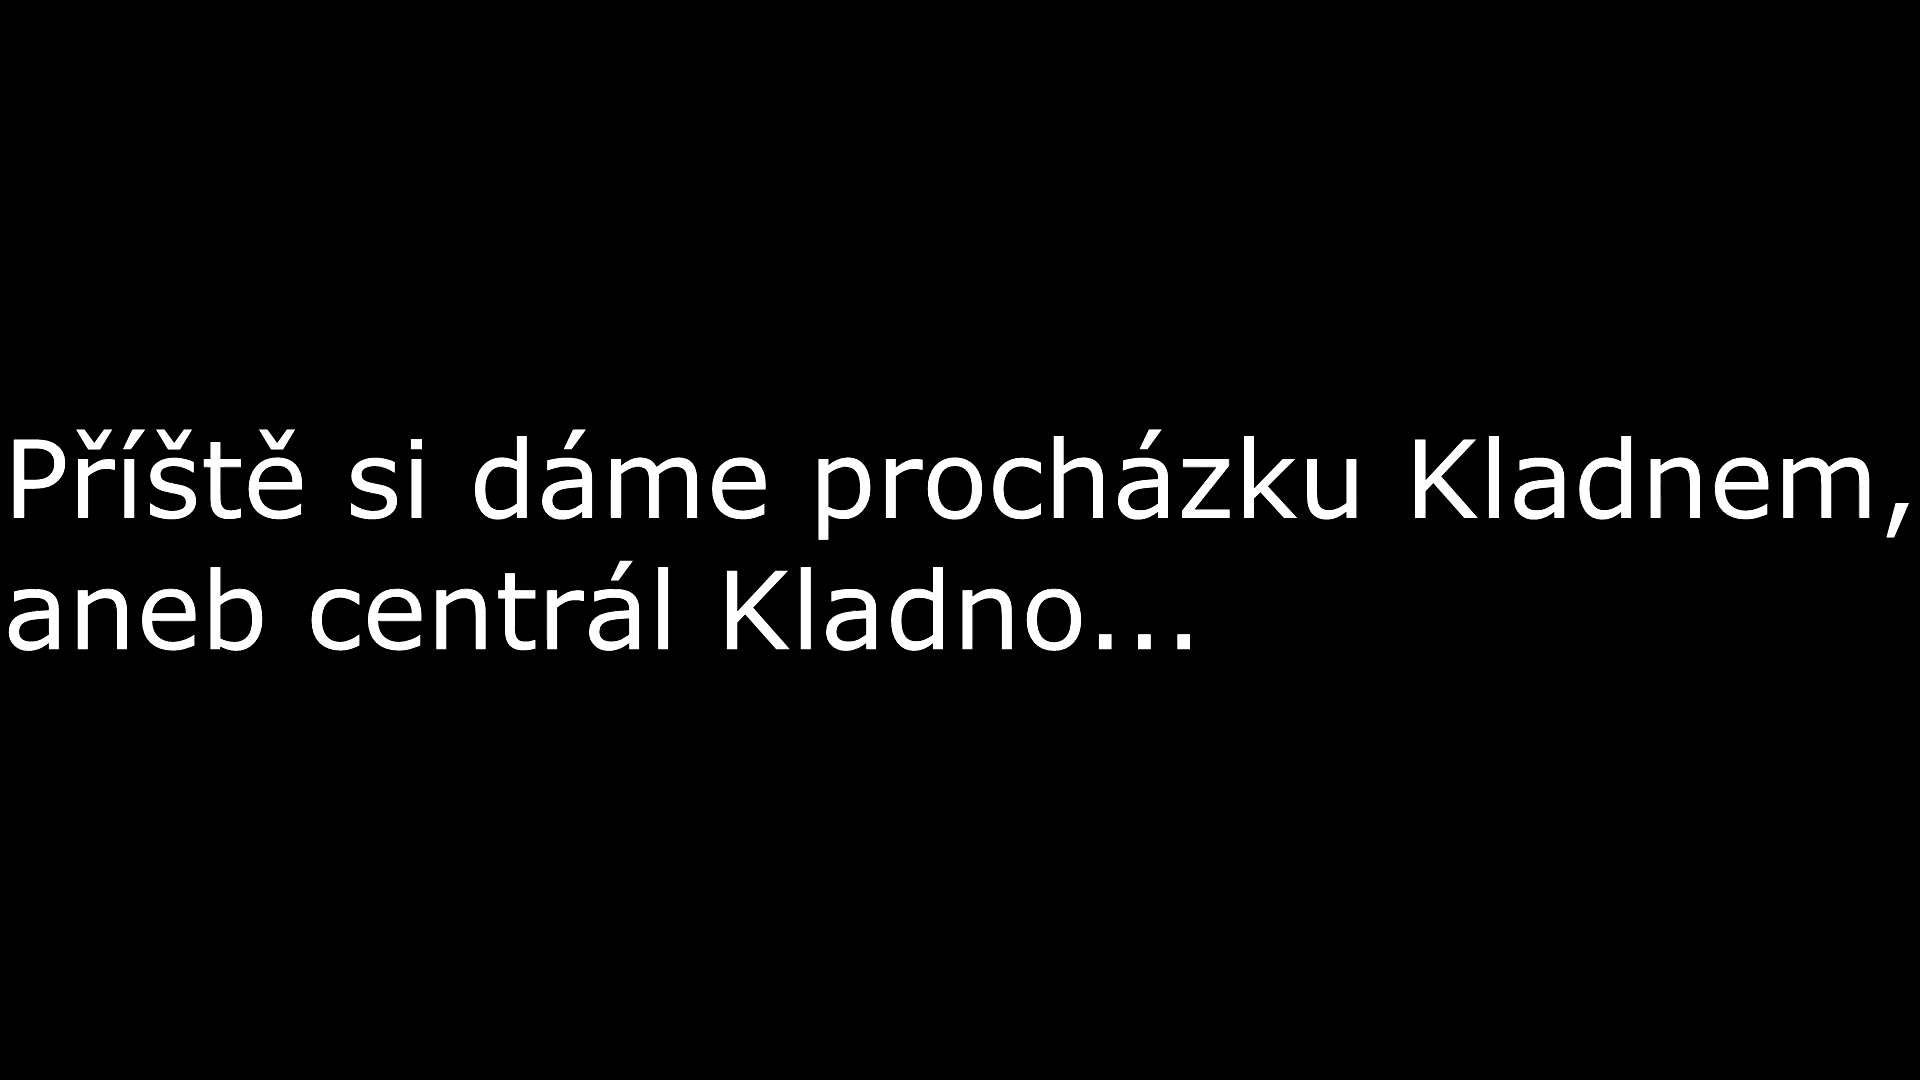 Příště si dáme procházku Kladnem,
aneb centrál Kladno...